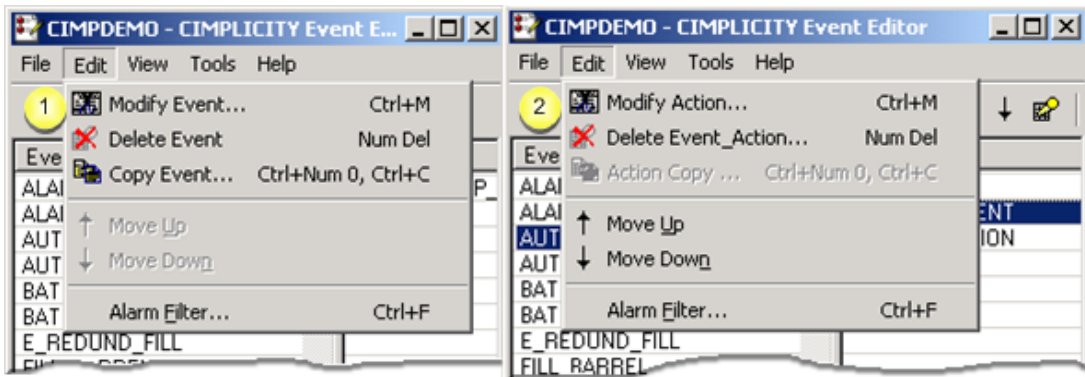 CIMPDEMO - CIMPLICITY Event E...
File Edit View Tools Help
1
Modify Event... Ctrl+M
Delete Event Num Del
Copy Event... Ctrl+Num 0, Ctrl+C
Move Up
Move Down
Alarm Filter... Ctrl+F
Eve
ALAI
P_
ALAI
AUT
AUT
BAT
BAT
E_REDUND_FILL
CIMPDEMO - CIMPLICITY Event Editor
File Edit View Tools Help
2
Modify Action... Ctrl+M
Delete Event_Action... Num Del
Action Copy ... Ctrl+Num 0, Ctrl+C
Move Up
Move Down
Alarm Filter... Ctrl+F
Eve
ALAI
ALAI
ENT
AUT
ION
AUT
BAT
BAT
E_REDUND_FILL
FILL_BARREL